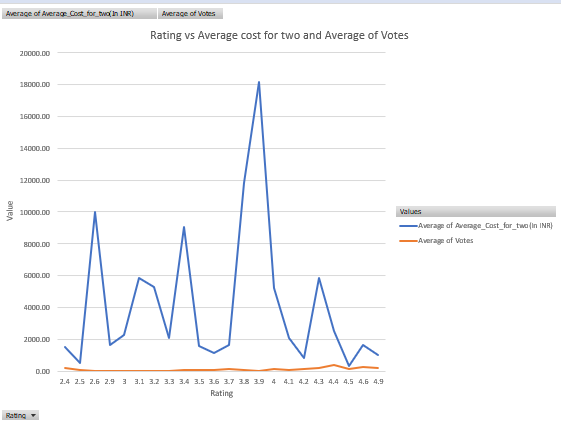 Average of Average_Cost_for_two(In INR) Average of Votes
Rating vs Average cost for two and Average of Votes
20000.00
18000.00
16000.00
14000.00
12000.00
10000.00
8000.00
6000.00
4000.00
2000.00
0.00
Value
2.4 2.5 2.6 2.9 3 3.1 3.2 3.3 3.4 3.5 3.6 3.7 3.8 3.9 4 4.1 4.2 4.3 4.4 4.5 4.6 4.9
Rating
Values
Average of Average_Cost_for_two(In INR)
Average of Votes
Rating